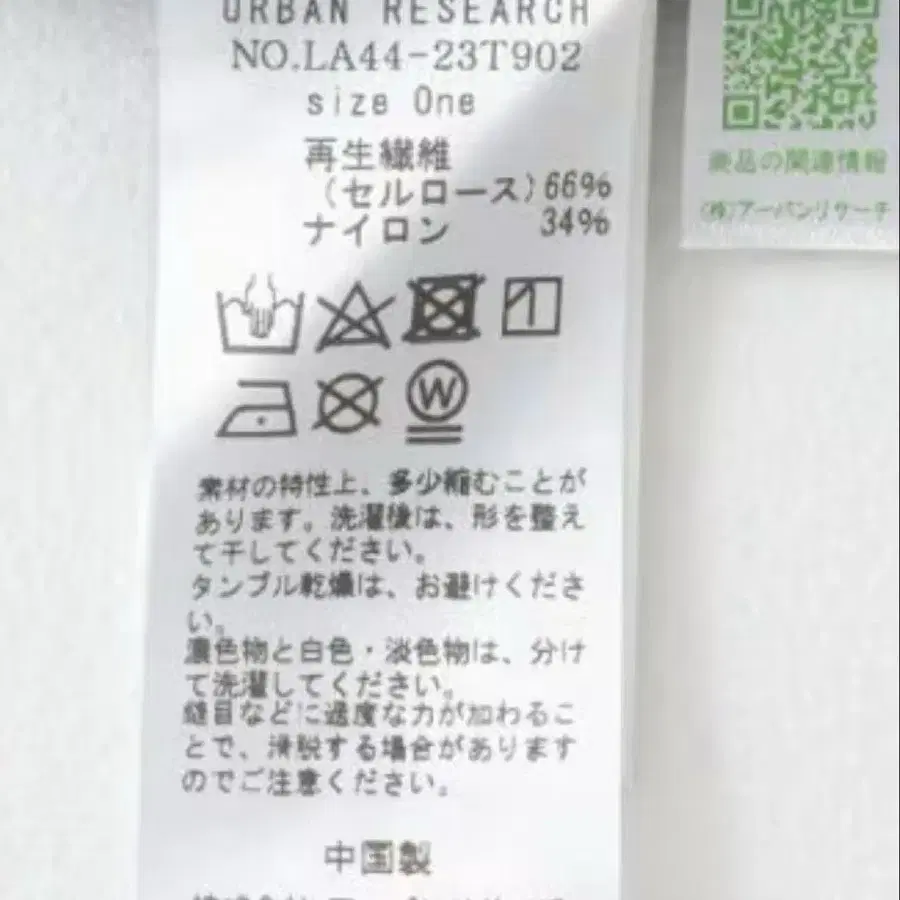 URBAN RESEARCH
NO.LA44-23T902
size One
再生繊維
(セルロース)66%
ナイロン 34%
W
素材の特性上、多少縮むことが
あります。洗濯後は、形を整え
て干してください。
タンブル乾燥は、お避けくださ
い。
濃色物と白色・淡色物は、分け
て洗濯してください。
縫目などに過度な力が加わるこ
とで、滑脱する場合があります
のでご注意ください。
中国製
商品の関連情報
(株)アーバンリサーチ